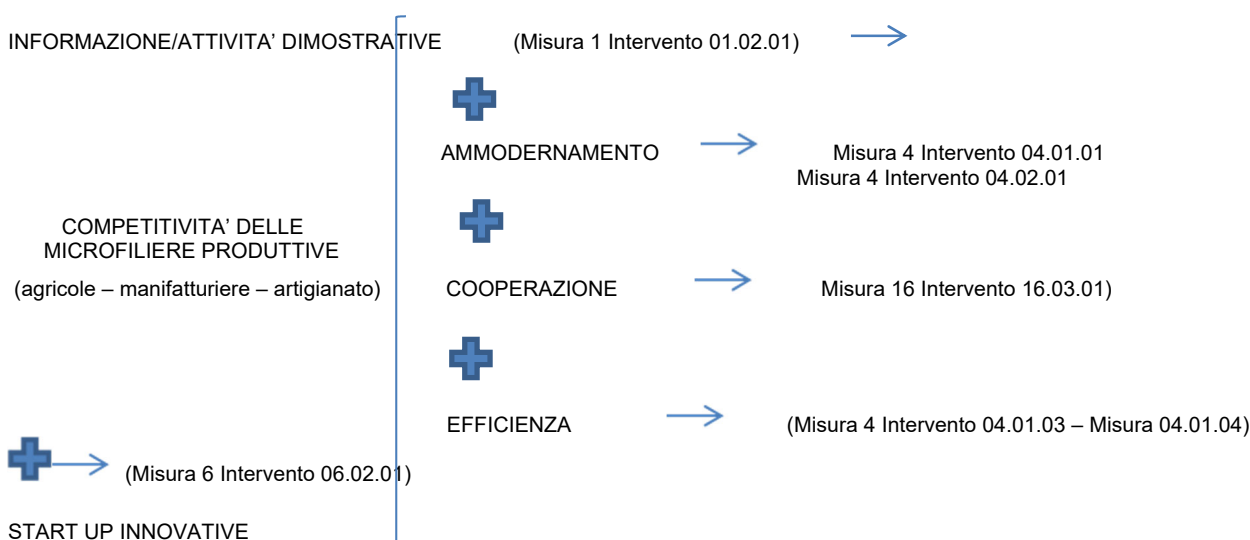 INFORMAZIONE/ATTIVITA’ DIMOSTRATIVE (Misura 1 Intervento 01.02.01)
AMMODERNAMENTO Misura 4 Intervento 04.01.01
Misura 4 Intervento 04.02.01
COMPETITIVITA’ DELLE
MICROFILIERE PRODUTTIVE
(agricole – manifatturiere – artigianato) COOPERAZIONE Misura 16 Intervento 16.03.01)
EFFICIENZA (Misura 4 Intervento 04.01.03 – Misura 04.01.04)
(Misura 6 Intervento 06.02.01)
START UP INNOVATIVE